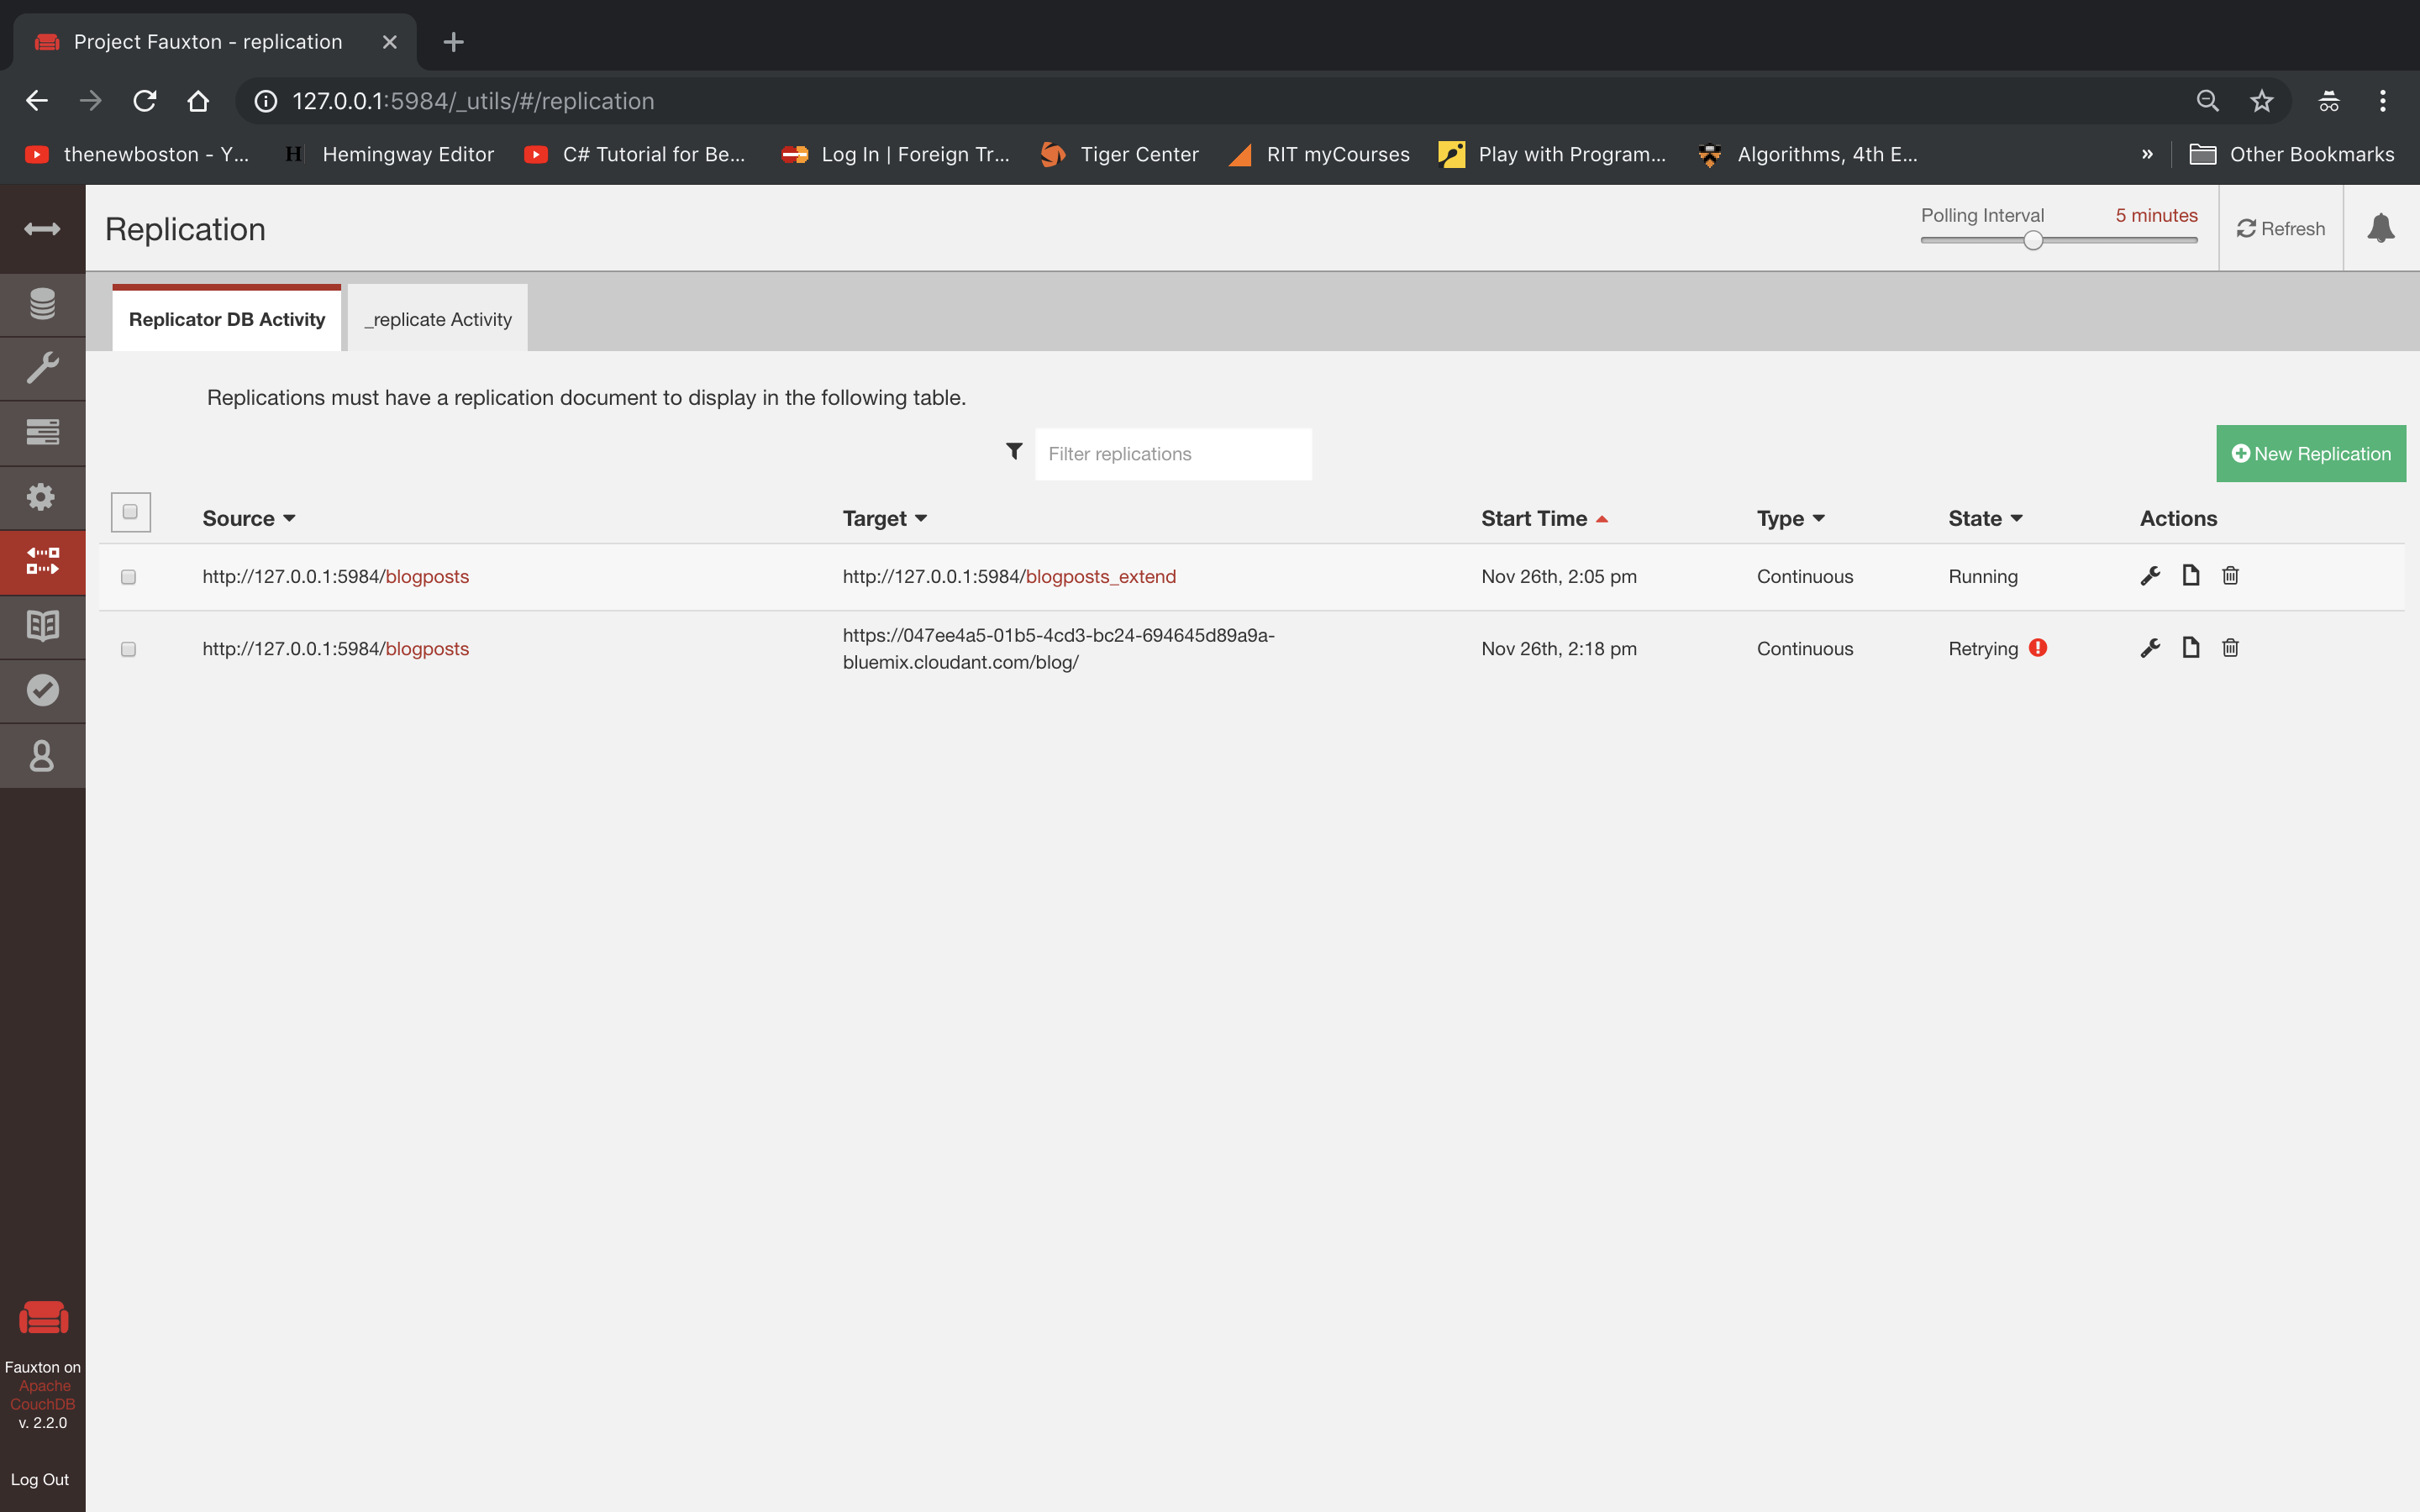 Project Fauxton - replication
127.0.0.1:5984/_utils/#/replication
thenewboston - Y...
H Hemingway Editor
C# Tutorial for Be...
Log In | Foreign Tr...
Tiger Center
RIT myCourses
Play with Program...
Algorithms, 4th E...
»
Other Bookmarks
Replication
Polling Interval 5 minutes
Refresh
Replicator DB Activity
_replicate Activity
Replications must have a replication document to display in the following table.
Filter replications
New Replication
Source Target Start Time Type State Actions
http://127.0.0.1:5984/blogposts http://127.0.0.1:5984/blogposts_extend Nov 26th, 2:05 pm Continuous Running
http://127.0.0.1:5984/blogposts https://047ee4a5-01b5-4cd3-bc24-694645d89a9a- Nov 26th, 2:18 pm Continuous Retrying
bluemix.cloudant.com/blog/
Fauxton on
Apache
CouchDB
v. 2.2.0
Log Out